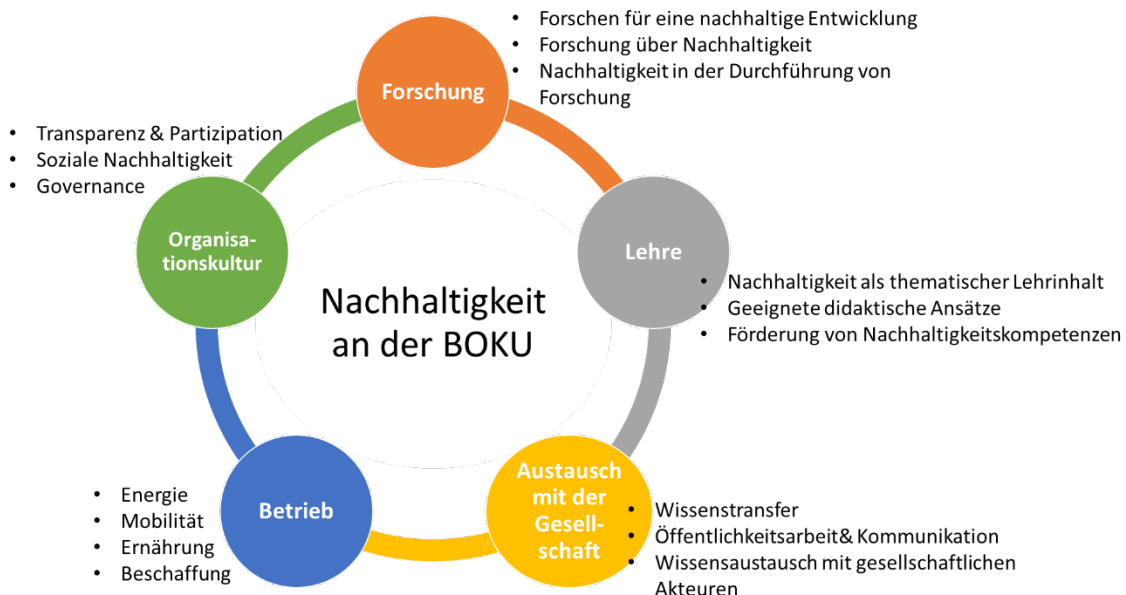 • Forschen für eine nachhaltige Entwicklung
• Forschung über Nachhaltigkeit
• Nachhaltigkeit in der Durchführung von
Forschung
Forschung
• Transparenz & Partizipation
• Soziale Nachhaltigkeit
• Governance
Organisa-
tionskultur
Lehre
• Nachhaltigkeit als thematischer Lehrinhalt
• Geeignete didaktische Ansätze
• Förderung von Nachhaltigkeitskompetenzen
Nachhaltigkeit
an der BOKU
• Energie
• Mobilität
• Ernährung
• Beschaffung
Betrieb
Austausch
mit der
Gesell-
schaft
• Wissenstransfer
• Öffentlichkeitsarbeit& Kommunikation
• Wissensaustausch mit gesellschaftlichen
Akteuren